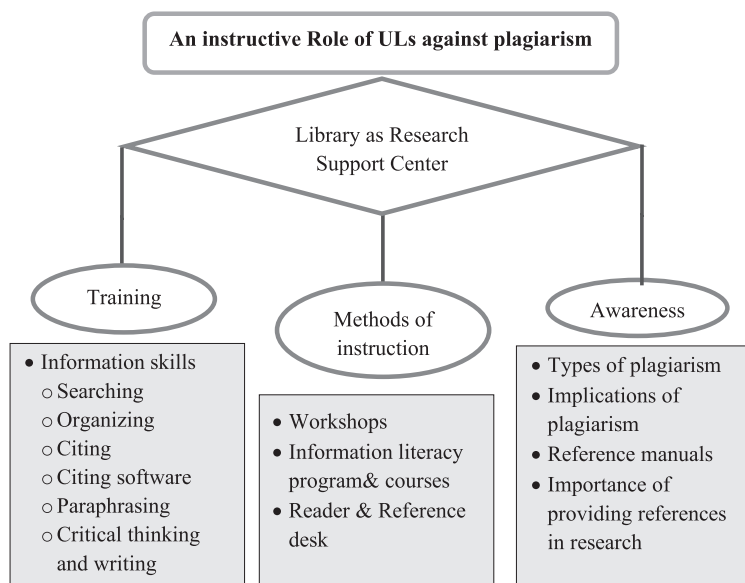 An instructive Role of ULs against plagiarism
Library as Research
Support Center
Training
• Information skills
o Searching
o Organizing
o Citing
o Citing software
o Paraphrasing
o Critical thinking
and writing
Methods of
instruction
• Workshops
• Information literacy
program& courses
• Reader & Reference
desk
Awareness
• Types of plagiarism
• Implications of
plagiarism
• Reference manuals
• Importance of
providing references
in research